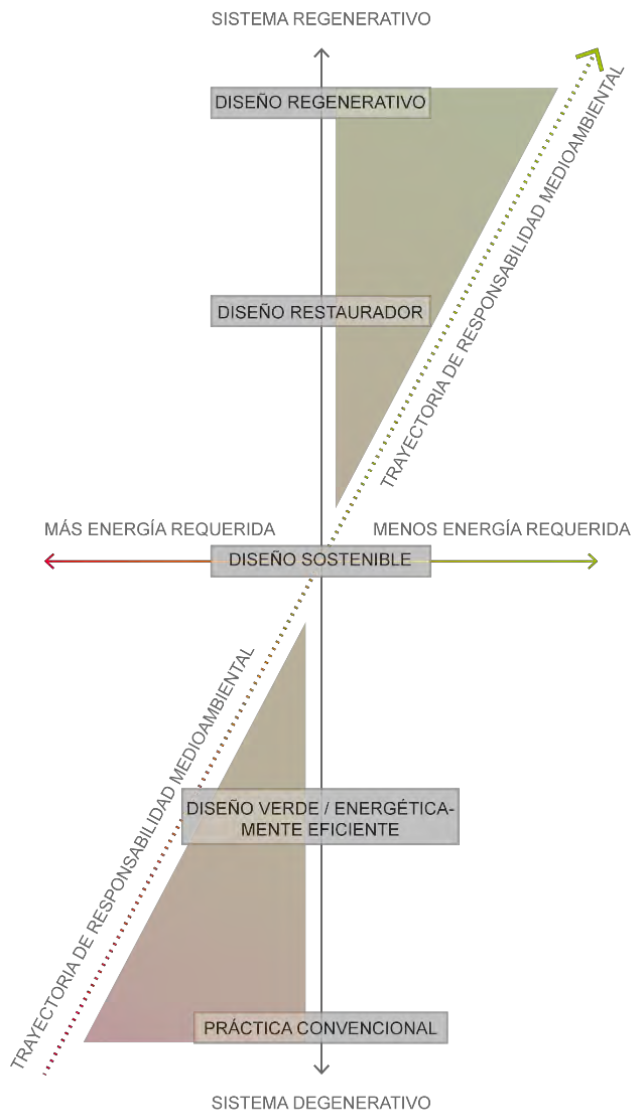 SISTEMA REGENERATIVO
DISEÑO REGENERATIVO
TRAYECTORIA DE RESPONSABILIDAD MEDIOAMBIENTAL
DISEÑO RESTAURADOR
MÁS ENERGÍA REQUERIDA
MENOS ENERGÍA REQUERIDA
DISEÑO SOSTENIBLE
TRAYECTORIA DE RESPONSABILIDAD MEDIOAMBIENTAL
DISEÑO VERDE / ENERGÉTICA-
MENTE EFICIENTE
PRÁCTICA CONVENCIONAL
SISTEMA DEGENERATIVO